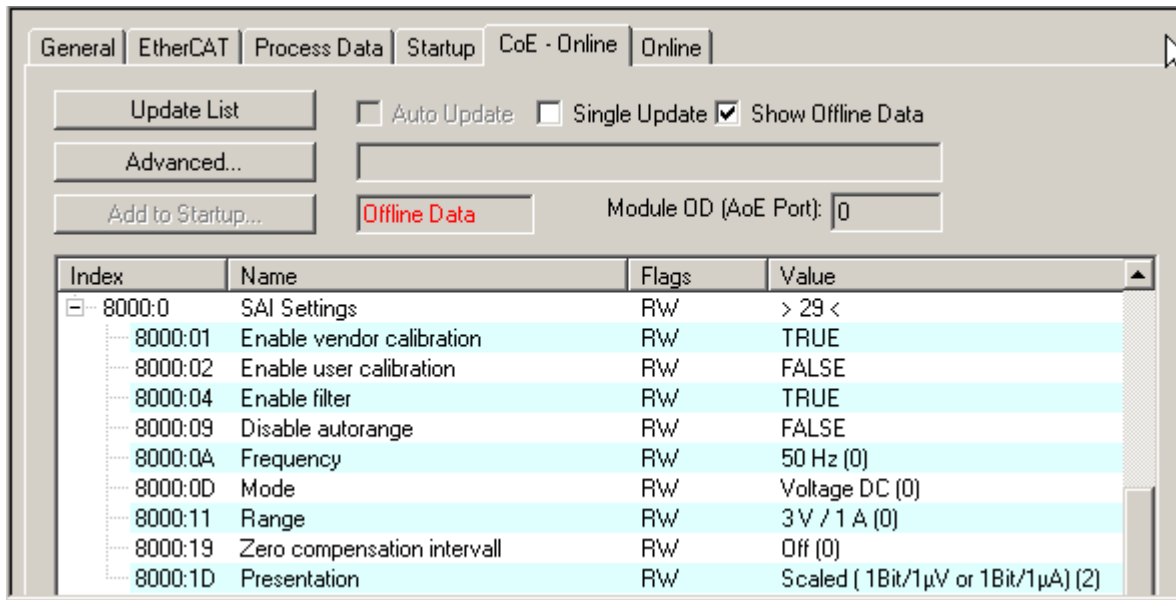 General EtherCAT Process Data Startup CoE - Online Online
Update List Auto Update Single Update Show Offline Data
Advanced...
Add to Startup... Offline Data Module OD (AoE Port): 0
Index Name Flags Value
8000:0 SAI Settings RW > 29 <
8000:01 Enable vendor calibration RW TRUE
8000:02 Enable user calibration RW FALSE
8000:04 Enable filter RW TRUE
8000:09 Disable autorange RW FALSE
8000:0A Frequency RW 50 Hz (0)
8000:0D Mode RW Voltage DC (0)
8000:11 Range RW 3 V / 1 A (0)
8000:19 Zero compensation intervall RW Off (0)
8000:1D Presentation RW Scaled ( 1Bit/1µV or 1Bit/1µA) (2)